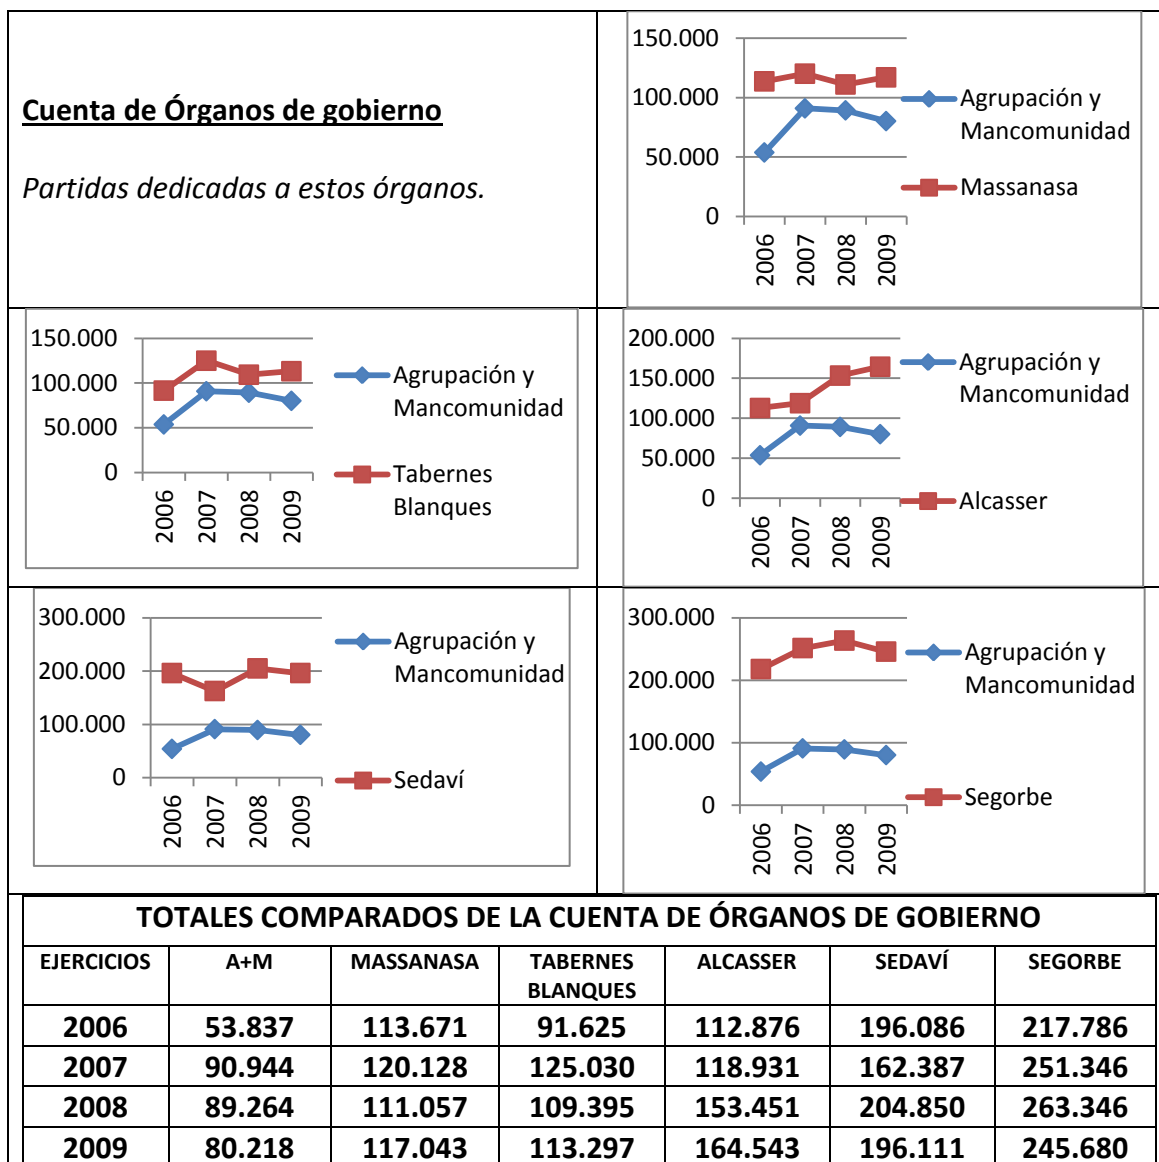 Cuenta de Órganos de gobierno
Partidas dedicadas a estos órganos.
150.000
100.000
50.000
0
2006
2007
2008
2009
Agrupación y
Mancomunidad
Massanasa
150.000
100.000
50.000
0
2006
2007
2008
2009
Agrupación y
Mancomunidad
Tabernes
Blanques
200.000
150.000
100.000
50.000
0
2006
2007
2008
2009
Agrupación y
Mancomunidad
Alcasser
300.000
200.000
100.000
0
2006
2007
2008
2009
Agrupación y
Mancomunidad
Sedaví
300.000
200.000
100.000
0
2006
2007
2008
2009
Agrupación y
Mancomunidad
Segorbe
TOTALES COMPARADOS DE LA CUENTA DE ÓRGANOS DE GOBIERNO
EJERCICIOS A+M MASSANASA TABERNES BLANQUES ALCASSER SEDAVÍ SEGORBE
2006 53.837 113.671 91.625 112.876 196.086 217.786
2007 90.944 120.128 125.030 118.931 162.387 251.346
2008 89.264 111.057 109.395 153.451 204.850 263.346
2009 80.218 117.043 113.297 164.543 196.111 245.680